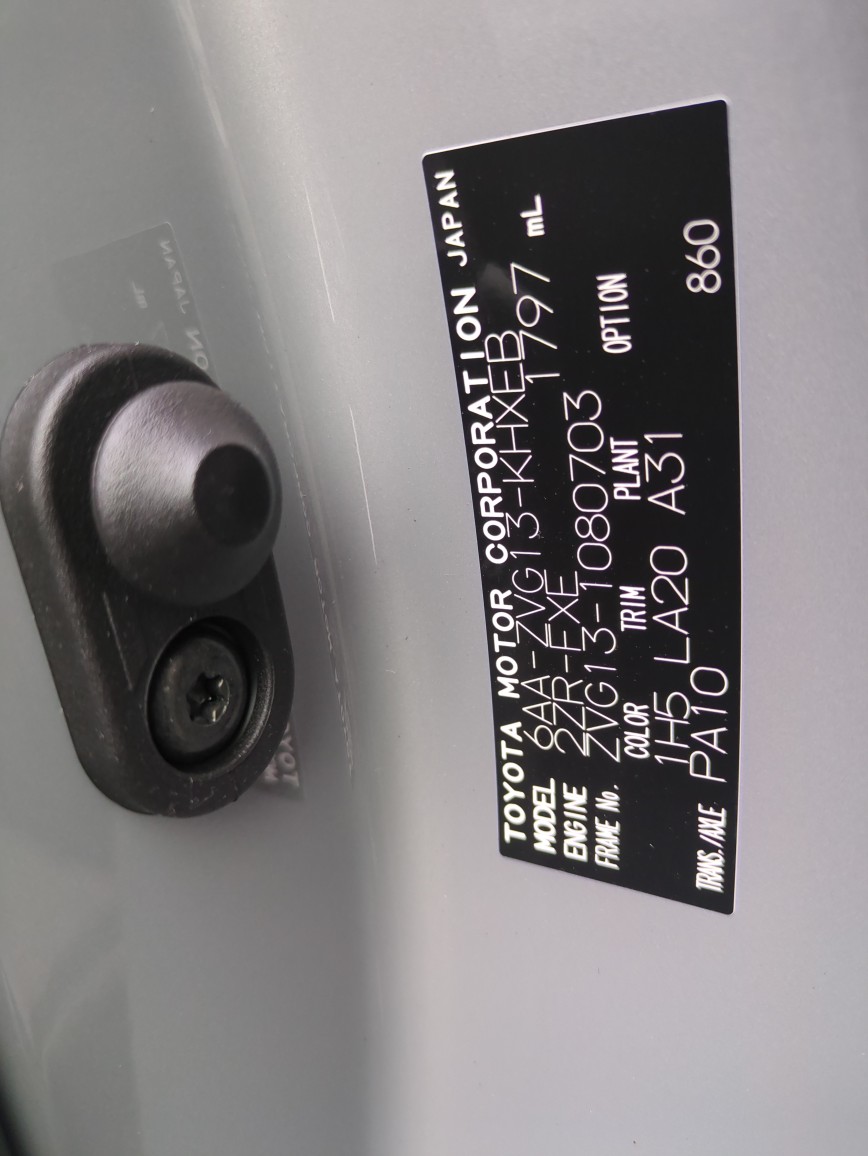 TOYOTA MOTOR CORPORATION JAPAN
MODEL 6AA-ZVG13-KHXEB
ENGINE 2ZR-FXE 1797 mL
FRAME No. ZVG13-1080703
COLOR TRIM PLANT OPTION
1H5 LA20 A31
TRANS./AXLE PA10 860